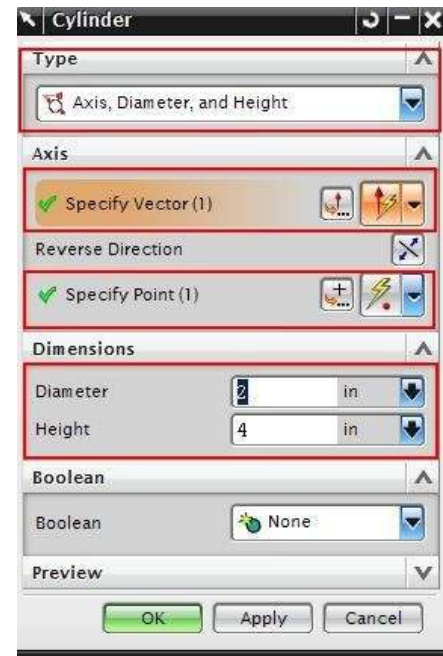 Cylinder
Type
Axis, Diameter, and Height
Axis
Specify Vector (1)
Reverse Direction
Specify Point (1)
Dimensions
Diameter 2 in
Height 4 in
Boolean
Boolean None
Preview
OK Apply Cancel